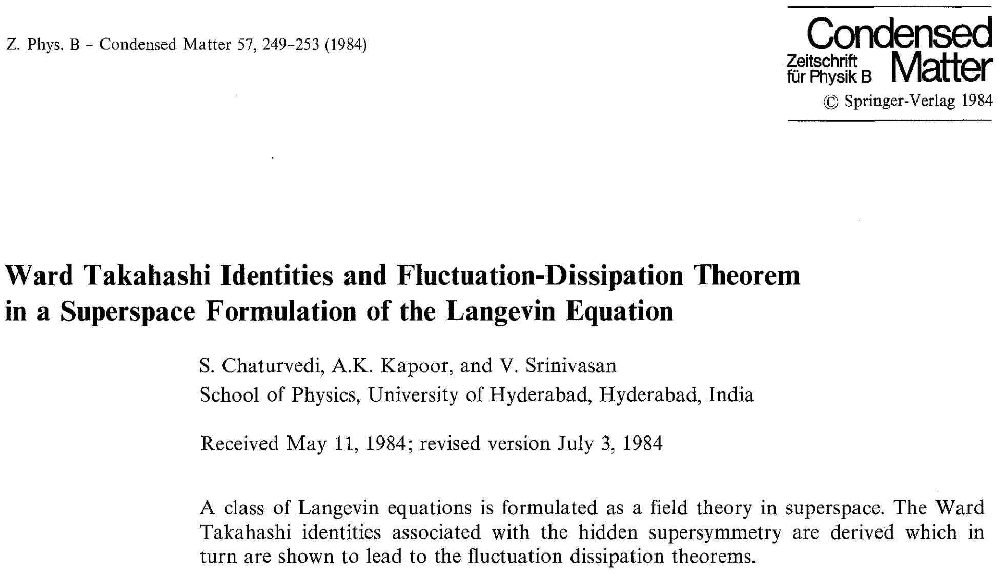 Z. Phys. B – Condensed Matter 57, 249–253 (1984)
Condensed
Zeitschrift
für Physik B
Matter
© Springer-Verlag 1984
Ward Takahashi Identities and Fluctuation-Dissipation Theorem
in a Superspace Formulation of the Langevin Equation
S. Chaturvedi, A.K. Kapoor, and V. Srinivasan
School of Physics, University of Hyderabad, Hyderabad, India
Received May 11, 1984; revised version July 3, 1984
A class of Langevin equations is formulated as a field theory in superspace. The Ward
Takahashi identities associated with the hidden supersymmetry are derived which in
turn are shown to lead to the fluctuation dissipation theorems.